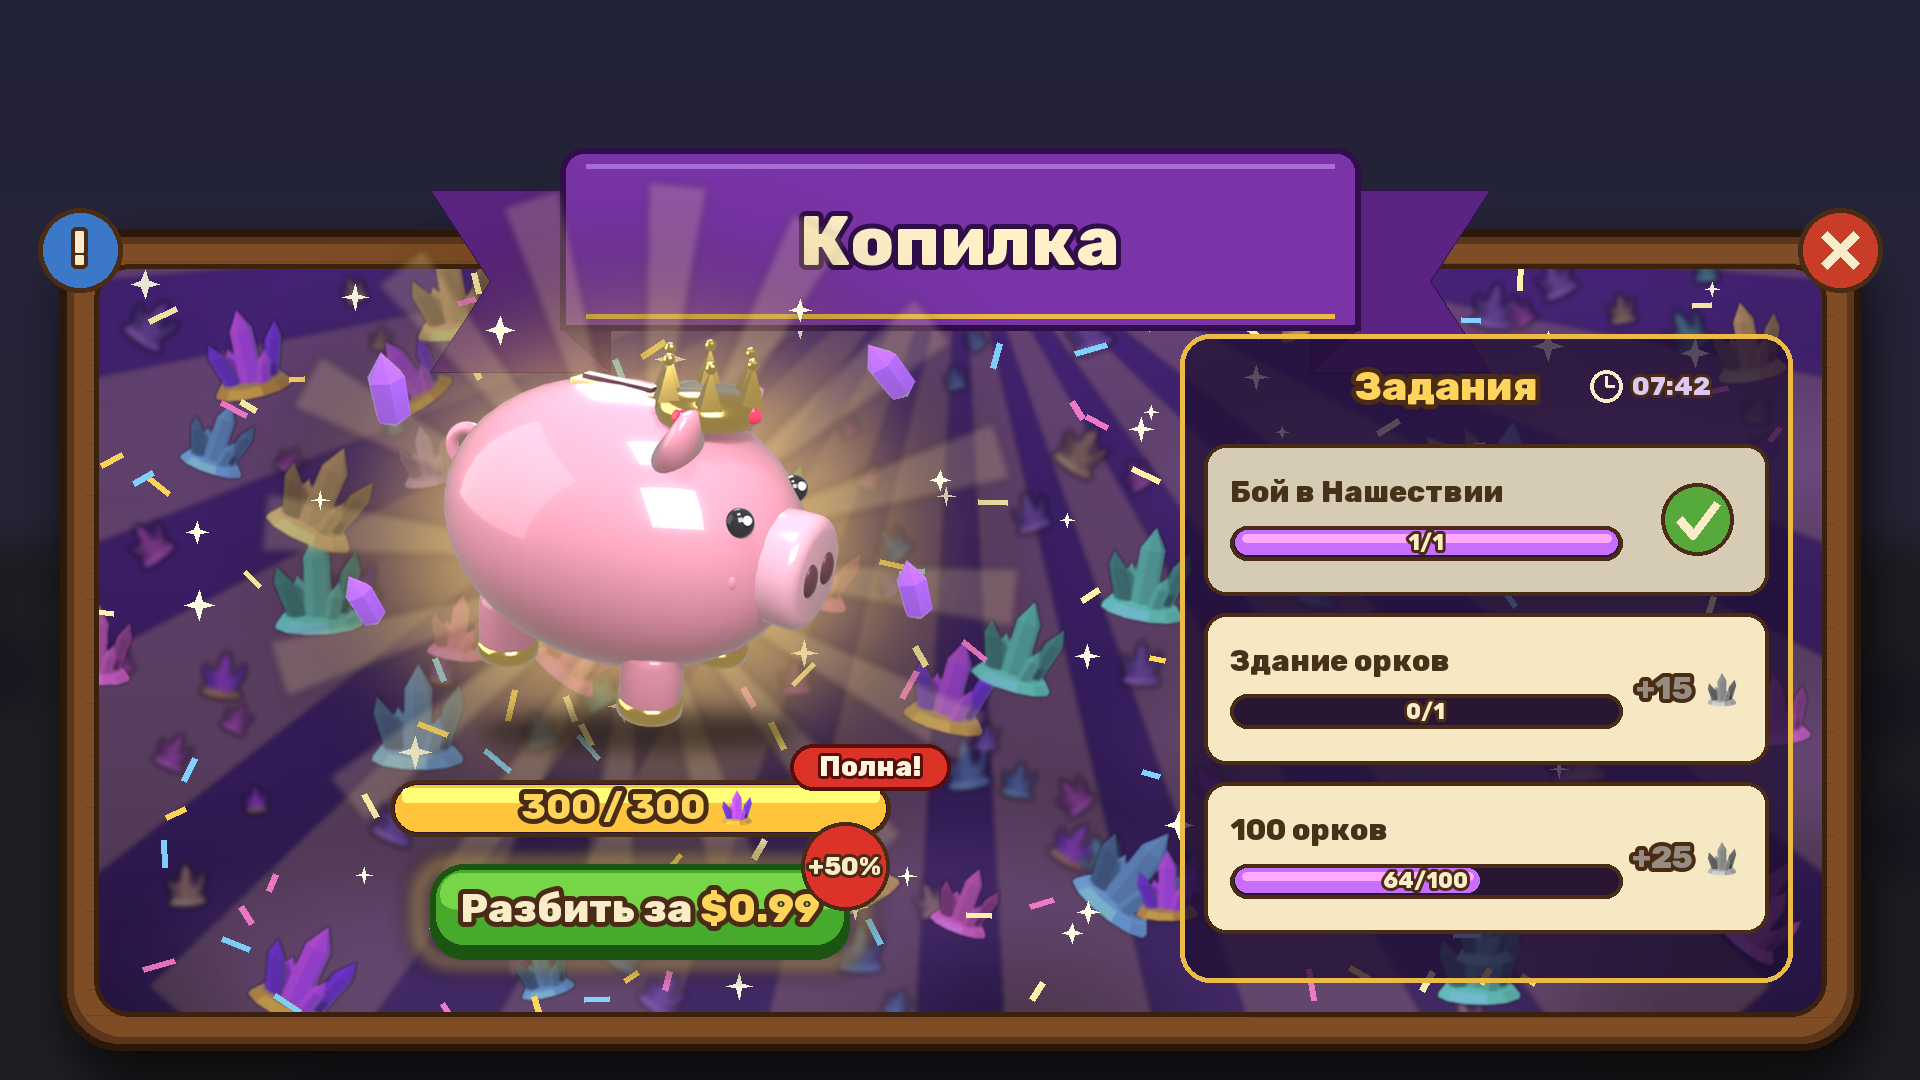 !
Копилка
Полна!
300/300
+50%
Разбить за $0.99
Задания
07:42
Бой в Нашествии
1/1
Здание орков
0/1
+15
100 орков
64/100
+25